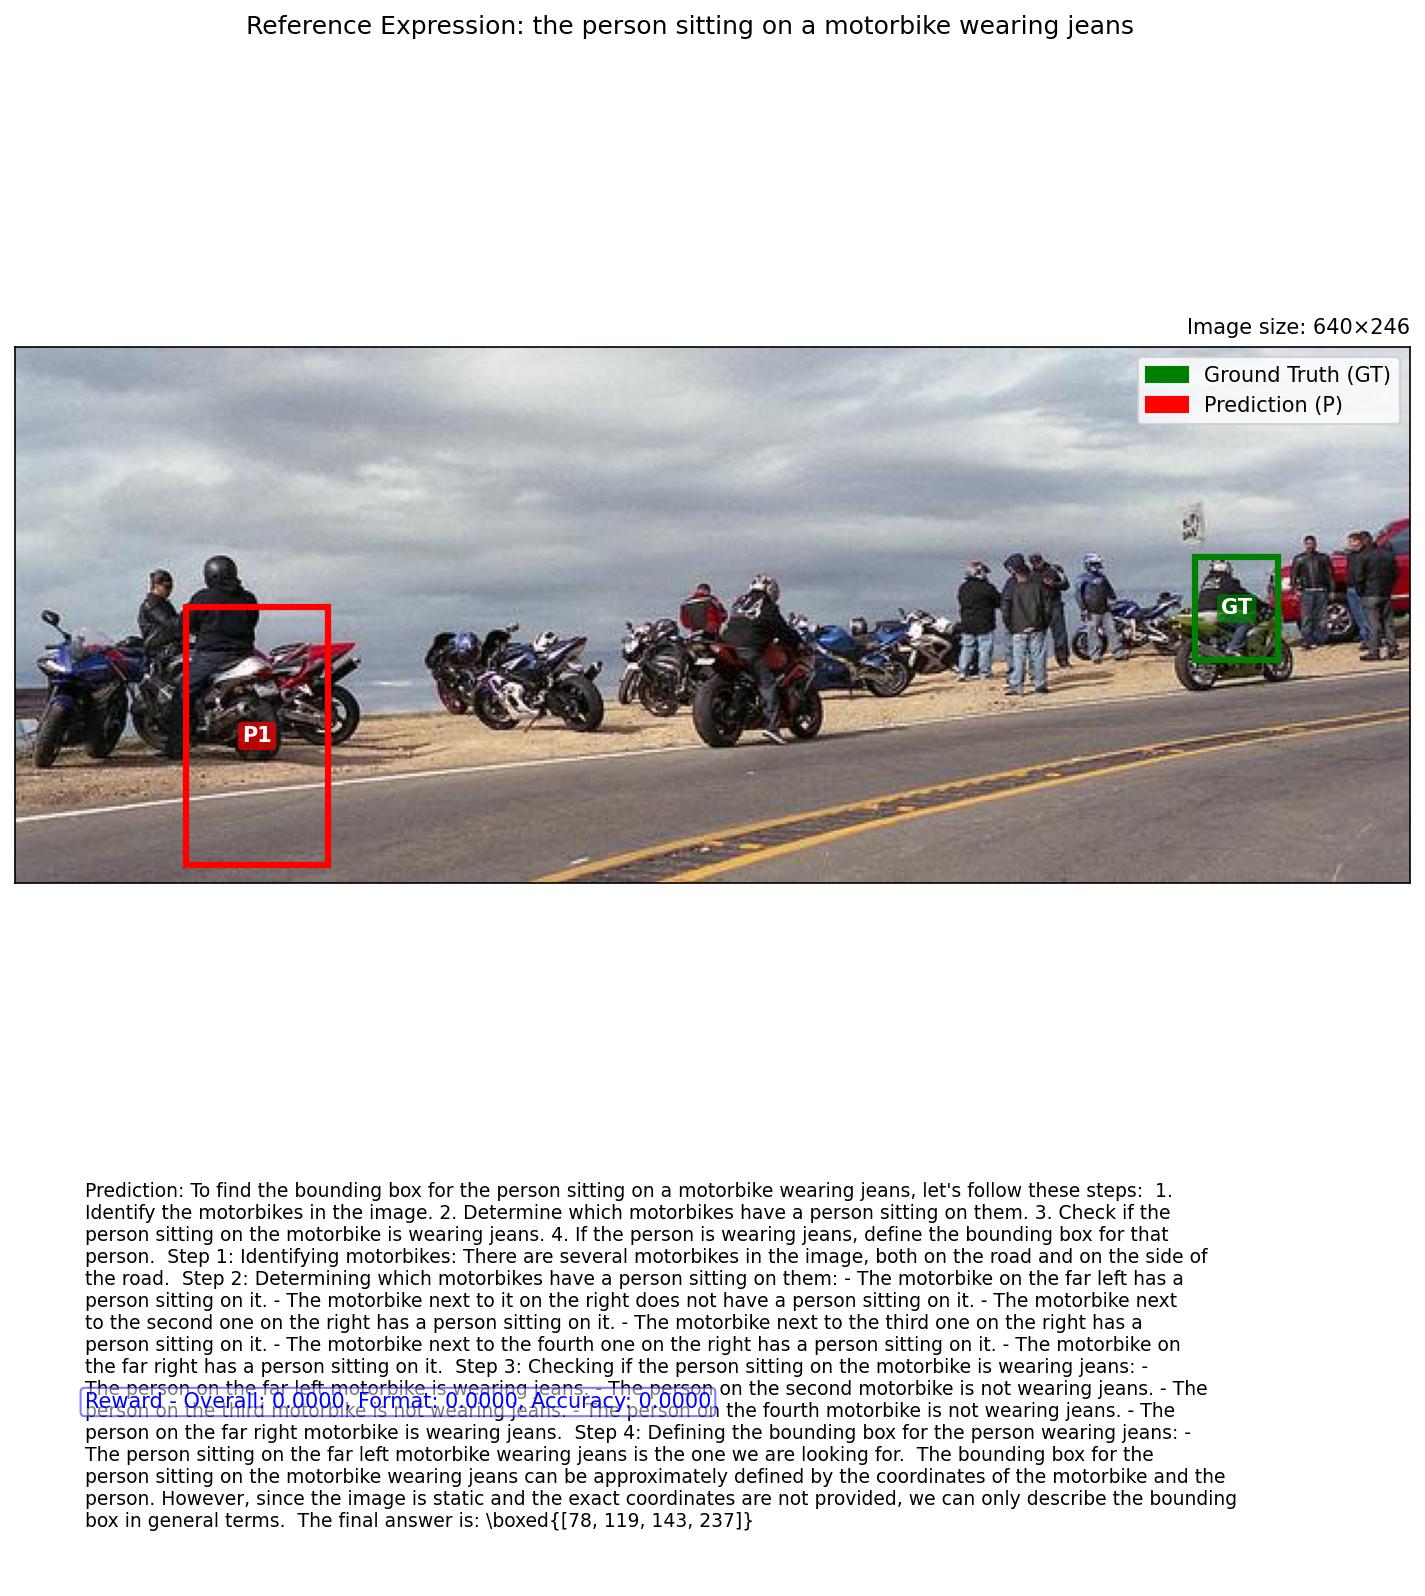 Reference Expression: the person sitting on a motorbike wearing jeans
Image size: 640×246
Ground Truth (GT)
Prediction (P)
GT
P1
Prediction: To find the bounding box for the person sitting on a motorbike wearing jeans, let's follow these steps:  1.
Identify the motorbikes in the image. 2. Determine which motorbikes have a person sitting on them. 3. Check if the
person sitting on the motorbike is wearing jeans. 4. If the person is wearing jeans, define the bounding box for that
person.  Step 1: Identifying motorbikes: There are several motorbikes in the image, both on the road and on the side of
the road.  Step 2: Determining which motorbikes have a person sitting on them: - The motorbike on the far left has a
person sitting on it. - The motorbike next to it on the right does not have a person sitting on it. - The motorbike next
to the second one on the right has a person sitting on it. - The motorbike next to the third one on the right has a
person sitting on it. - The motorbike next to the fourth one on the right has a person sitting on it. - The motorbike on
the far right has a person sitting on it.  Step 3: Checking if the person sitting on the motorbike is wearing jeans: -
The person on the far left motorbike is wearing jeans. - The person on the second motorbike is not wearing jeans. - The
Reward - Overall: 0.0000, Format: 0.0000, Accuracy: 0.0000
person on the third motorbike is not wearing jeans. - The person on the fourth motorbike is not wearing jeans. - The
person on the far right motorbike is wearing jeans.  Step 4: Defining the bounding box for the person wearing jeans: -
The person sitting on the far left motorbike wearing jeans is the one we are looking for.  The bounding box for the
person sitting on the motorbike wearing jeans can be approximately defined by the coordinates of the motorbike and the
person. However, since the image is static and the exact coordinates are not provided, we can only describe the bounding
box in general terms.  The final answer is: \boxed{[78, 119, 143, 237]}